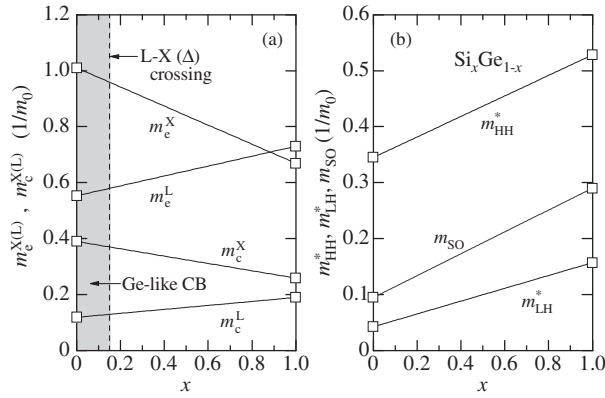 (a)
L-X (Δ)
crossing
m_e^X
m_e^L
m_c^X
Ge-like CB
m_c^L
1.2
1.0
0.8
0.6
0.4
0.2
0
0 0.2 0.4 0.6 0.8 1.0
x
m_e^X(L) , m_c^X(L) (1/m_0)
(b)
Si_xGe_1-x
m*_HH
m_SO
m*_LH
0.6
0.5
0.4
0.3
0.2
0.1
0
0 0.2 0.4 0.6 0.8 1.0
x
m*_HH, m*_LH, m_SO (1/m_0)